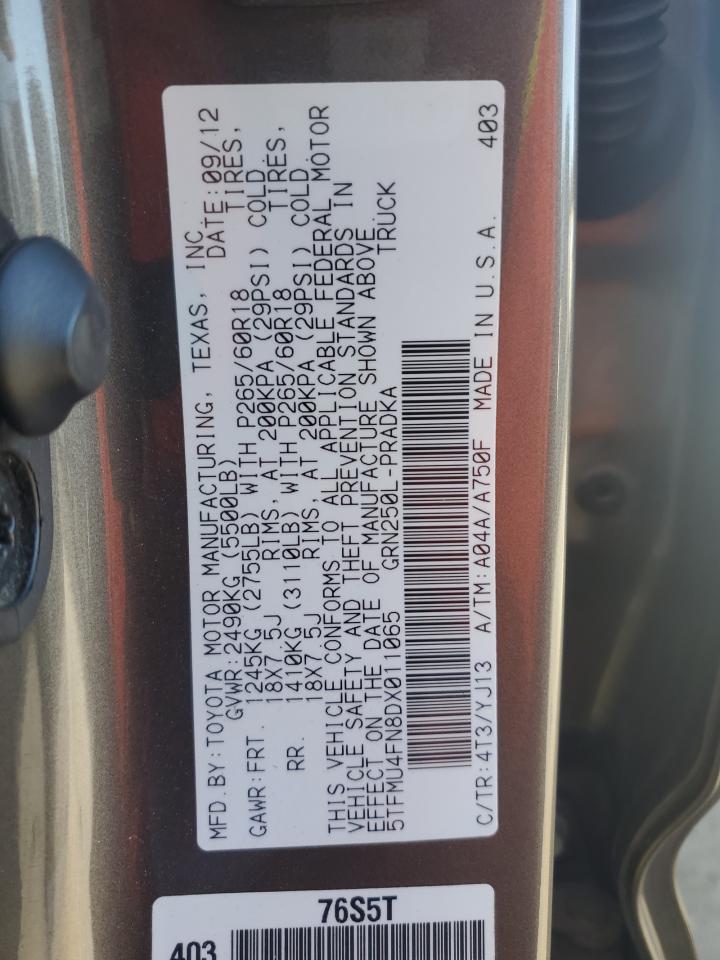 MFD.BY:TOYOTA MOTOR MANUFACTURING, TEXAS, INC.
GVWR:2490KG (5500LB) DATE:09/12
GAWR:FRT. 1245KG (2755LB) WITH P265/60R18 TIRES,
18X7.5J RIMS, AT 200KPA (29PSI) COLD.
RR. 1410KG (3110LB) WITH P265/60R18 TIRES,
18X7.5J RIMS, AT 200KPA (29PSI) COLD.
THIS VEHICLE CONFORMS TO ALL APPLICABLE FEDERAL MOTOR
VEHICLE SAFETY AND THEFT PREVENTION STANDARDS IN
EFFECT ON THE DATE OF MANUFACTURE SHOWN ABOVE.
5TFMU4FN8DX011065 GRN250L-PRADKA TRUCK
C/TR:4T3/YJ13 A/TM:A04A/A750F MADE IN U.S.A. 403
76S5T
403